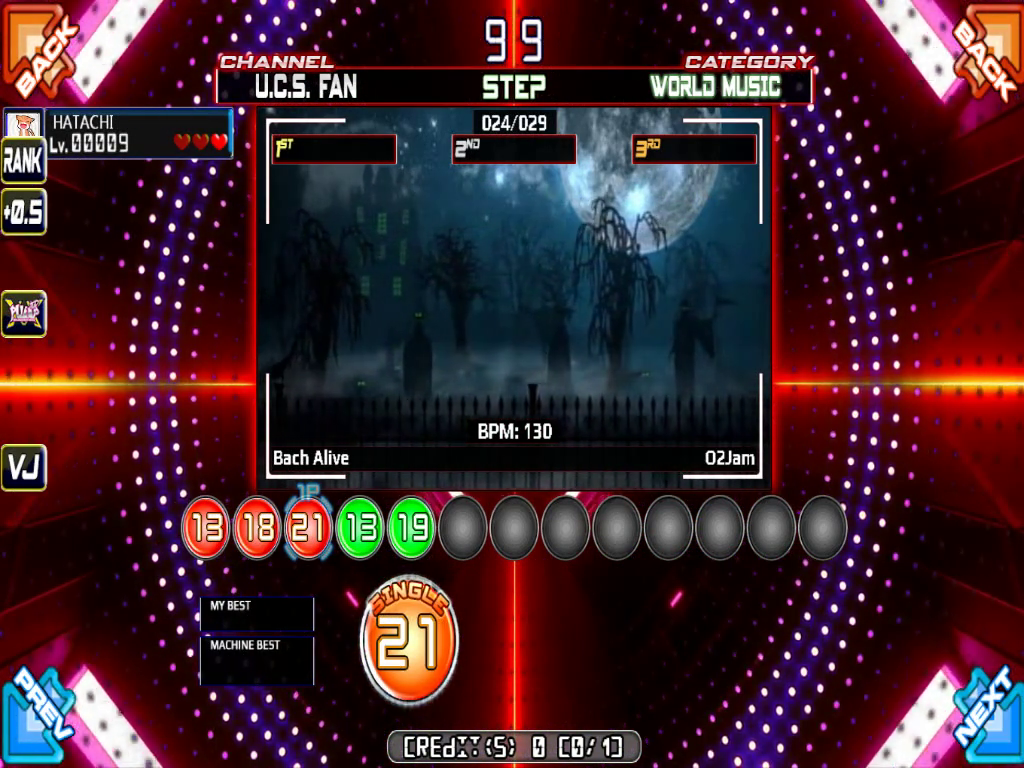 BACK
99
BACK
CHANNEL
CATEGORY
U.C.S. FAN
STEP
WORLD MUSIC
HATACHI
Lv.00009
024/029
1ST
2ND
3RD
RANK
+0.5
BPM: 130
Bach Alive
O2Jam
VJ
1P
13 18 21 13 19
SINGLE
21
MY BEST
MACHINE BEST
PREV
NEXT
CREDIT(S) 0 [0/1]